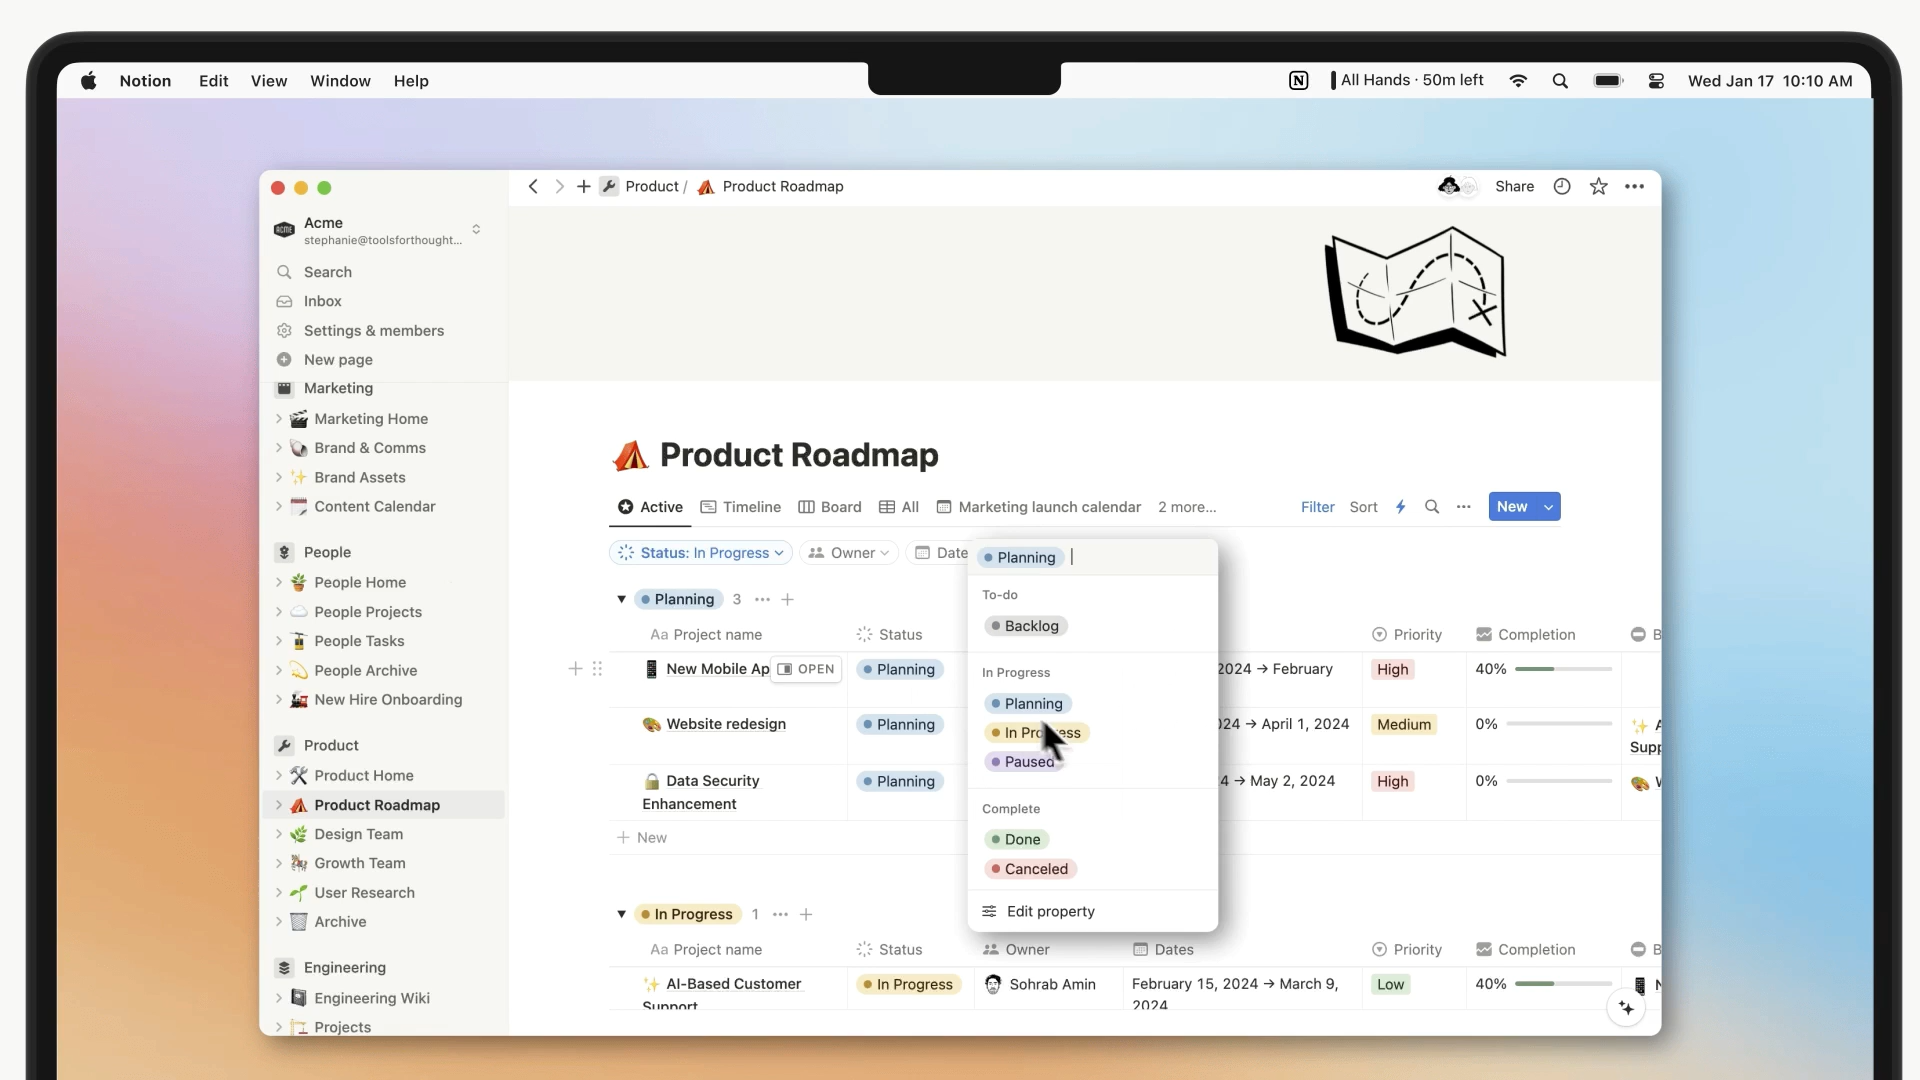 Notion Edit View Window Help
All Hands · 50m left Wed Jan 17 10:10 AM
Product / Product Roadmap
Share
Acme
stephanie@toolsforthought...
Search
Inbox
Settings & members
New page
Marketing
Marketing Home
Brand & Comms
Brand Assets
Content Calendar
People
People Home
People Projects
People Tasks
People Archive
New Hire Onboarding
Product
Product Home
Product Roadmap
Design Team
Growth Team
User Research
Archive
Engineering
Engineering Wiki
Projects
Product Roadmap
Active Timeline Board All Marketing launch calendar 2 more...
Filter Sort New
Status: In Progress Owner Date
Planning 3
Aa Project name Status Priority Completion B
New Mobile Ap OPEN Planning 2024 → February High 40%
Website redesign Planning 24 → April 1, 2024 Medium 0%
Supp
Data Security Planning 4 → May 2, 2024 High 0%
Enhancement
New
Planning
To-do
Backlog
In Progress
Planning
In Progress
Paused
Complete
Done
Canceled
Edit property
In Progress 1
Aa Project name Status Owner Dates Priority Completion B
AI-Based Customer In Progress Sohrab Amin February 15, 2024 → March 9, Low 40%
Support 2024